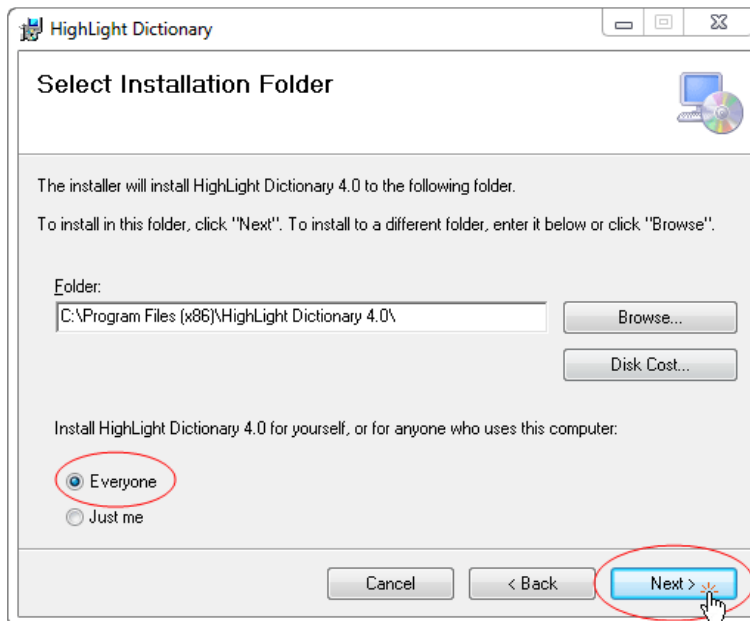 HighLight Dictionary
Select Installation Folder
The installer will install HighLight Dictionary 4.0 to the following folder.
To install in this folder, click "Next". To install to a different folder, enter it below or click "Browse".
Folder:
C:\Program Files (x86)\HighLight Dictionary 4.0\
Browse...
Disk Cost...
Install HighLight Dictionary 4.0 for yourself, or for anyone who uses this computer:
Everyone
Just me
Cancel
< Back
Next >